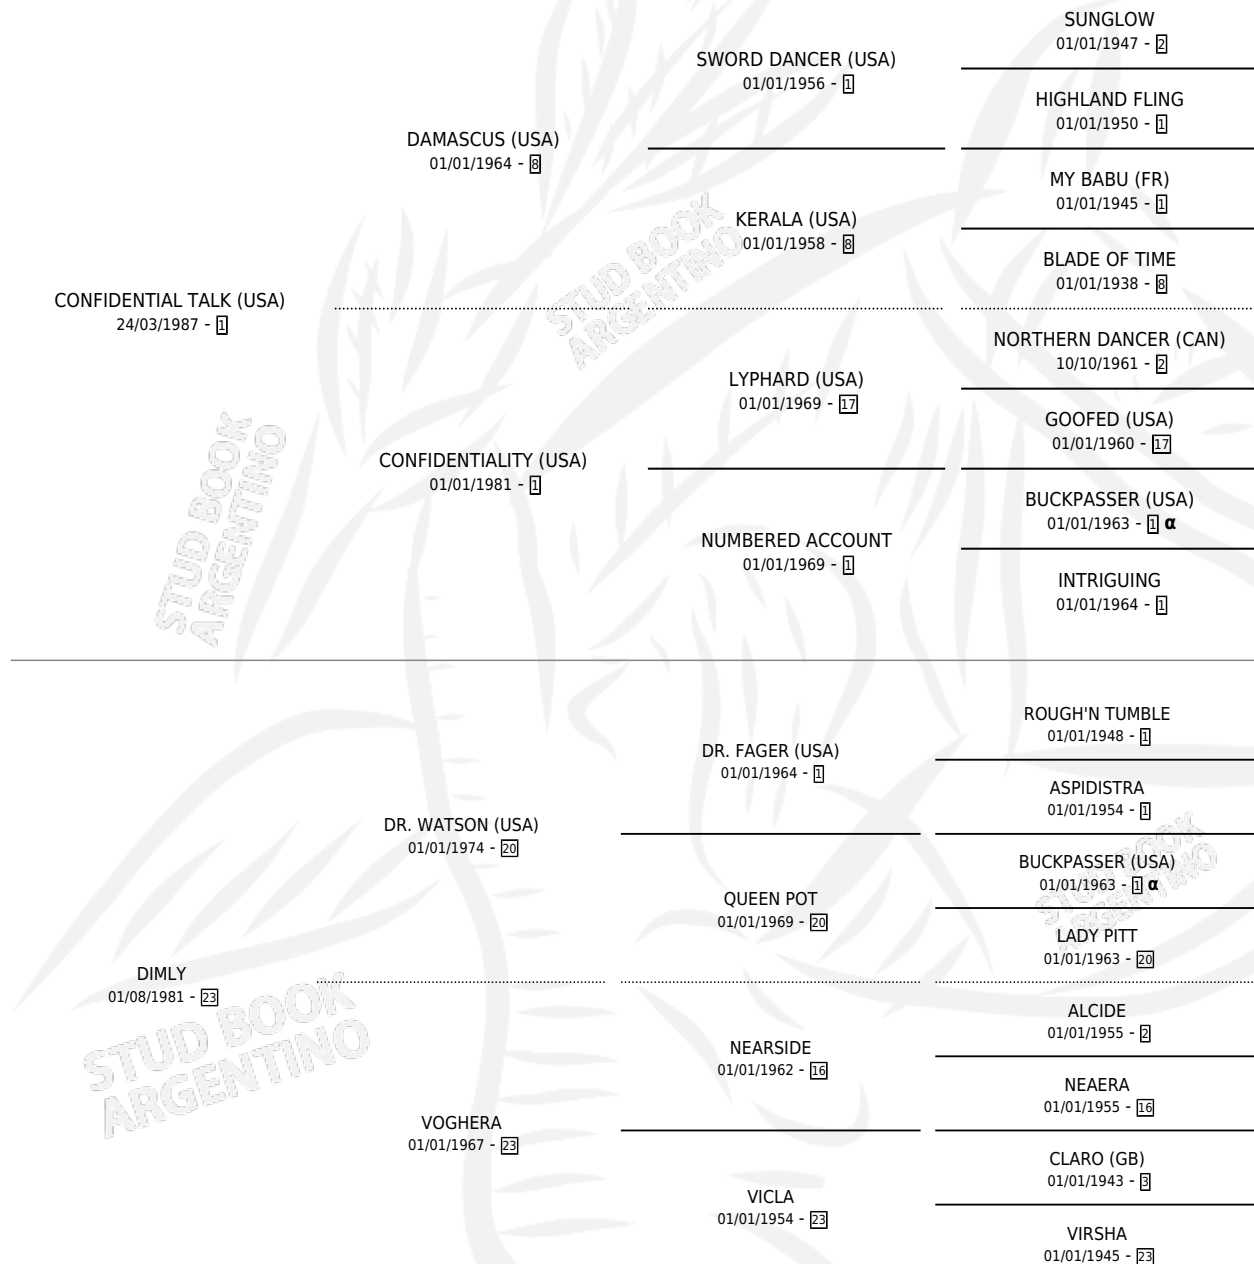 SUNGLOW
01/01/1947 - 2
SWORD DANCER (USA)
01/01/1956 - 1
HIGHLAND FLING
01/01/1950 - 1
DAMASCUS (USA)
01/01/1964 - 8
MY BABU (FR)
01/01/1945 - 1
KERALA (USA)
01/01/1958 - 8
BLADE OF TIME
01/01/1938 - 8
CONFIDENTIAL TALK (USA)
24/03/1987 - 1
NORTHERN DANCER (CAN)
10/10/1961 - 2
LYPHARD (USA)
01/01/1969 - 17
GOOFED (USA)
01/01/1960 - 17
CONFIDENTIALITY (USA)
01/01/1981 - 1
BUCKPASSER (USA)
01/01/1963 - 1 α
NUMBERED ACCOUNT
01/01/1969 - 1
INTRIGUING
01/01/1964 - 1
ROUGH'N TUMBLE
01/01/1948 - 1
DR. FAGER (USA)
01/01/1964 - 1
ASPIDISTRA
01/01/1954 - 1
DR. WATSON (USA)
01/01/1974 - 20
BUCKPASSER (USA)
01/01/1963 - 1 α
QUEEN POT
01/01/1969 - 20
LADY PITT
01/01/1963 - 20
DIMLY
01/08/1981 - 23
ALCIDE
01/01/1955 - 2
NEARSIDE
01/01/1962 - 16
NEAERA
01/01/1955 - 16
VOGHERA
01/01/1967 - 23
CLARO (GB)
01/01/1943 - 3
VICLA
01/01/1954 - 23
VIRSHA
01/01/1945 - 23
STUD BOOK
ARGENTINO
STUD BOOK
ARGENTINO
STUD BOOK
ARGENTINO
STUD BOOK
ARGENTINO